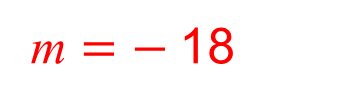 m = − 18